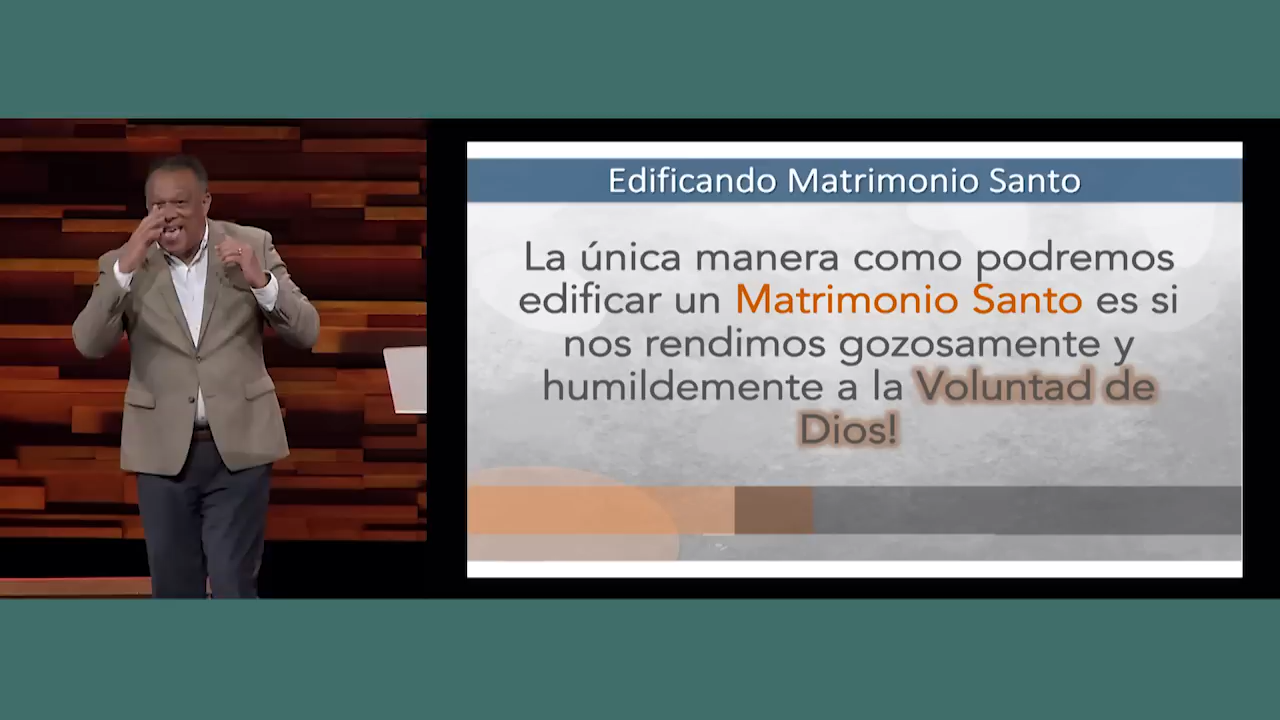 Edificando Matrimonio Santo
La única manera como podremos
edificar un Matrimonio Santo es si
nos rendimos gozosamente y
humildemente a la Voluntad de
Dios!